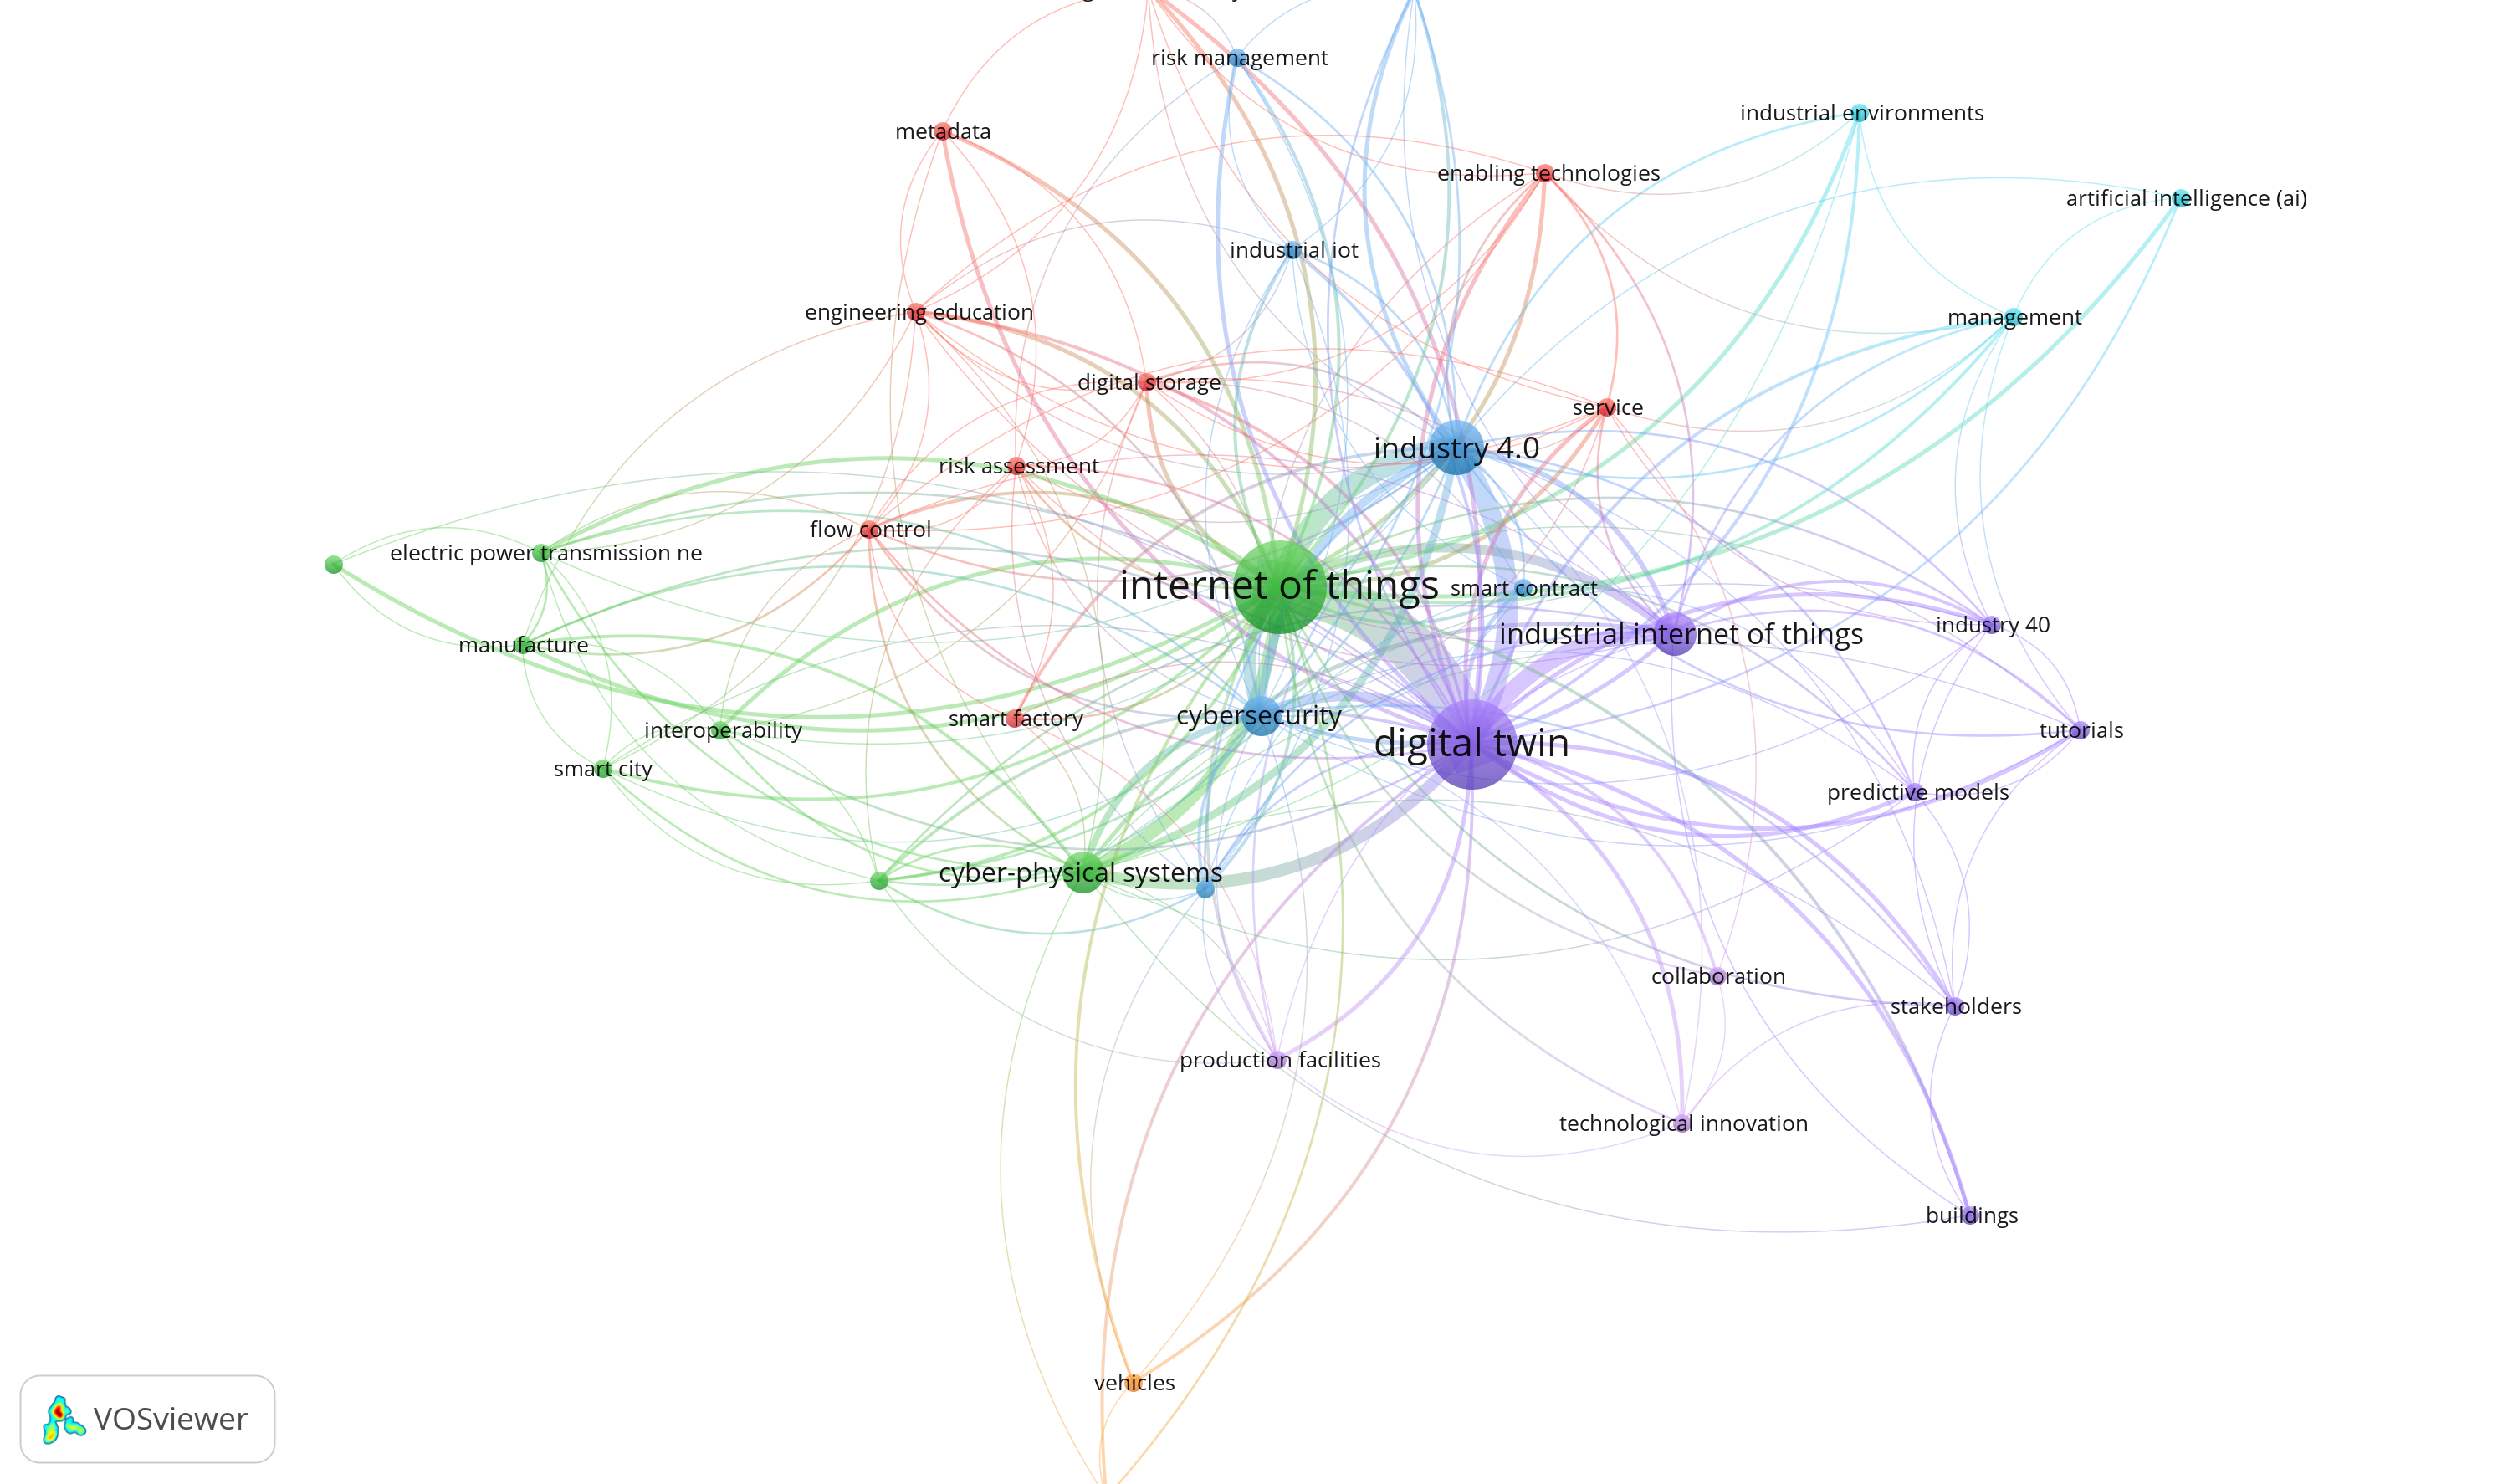 risk management
industrial environments
metadata
enabling technologies
artificial intelligence (ai)
industrial iot
engineering education
management
digital storage
service
industry 4.0
risk assessment
flow control
electric power transmission ne
internet of things
smart contract
industry 40
industrial internet of things
manufacture
cybersecurity
smart factory
interoperability
digital twin
tutorials
smart city
predictive models
cyber-physical systems
collaboration
stakeholders
production facilities
technological innovation
buildings
vehicles
VOSviewer